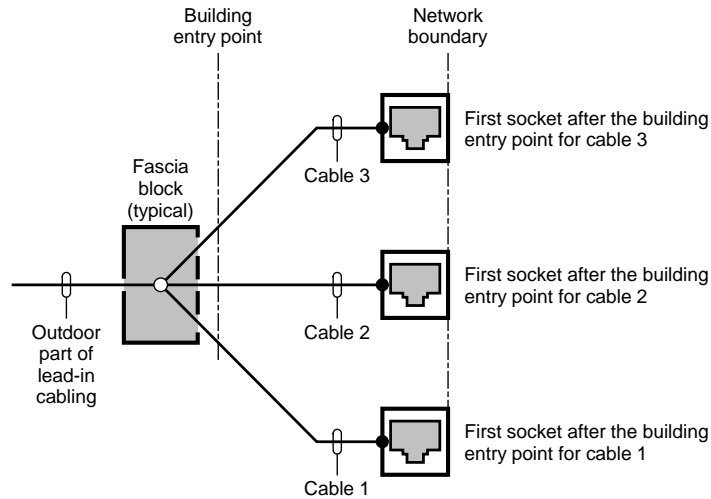 Building
entry point
Network
boundary
First socket after the building
entry point for cable 3
Cable 3
Fascia
block
(typical)
First socket after the building
entry point for cable 2
Cable 2
Outdoor
part of
lead-in
cabling
First socket after the building
entry point for cable 1
Cable 1